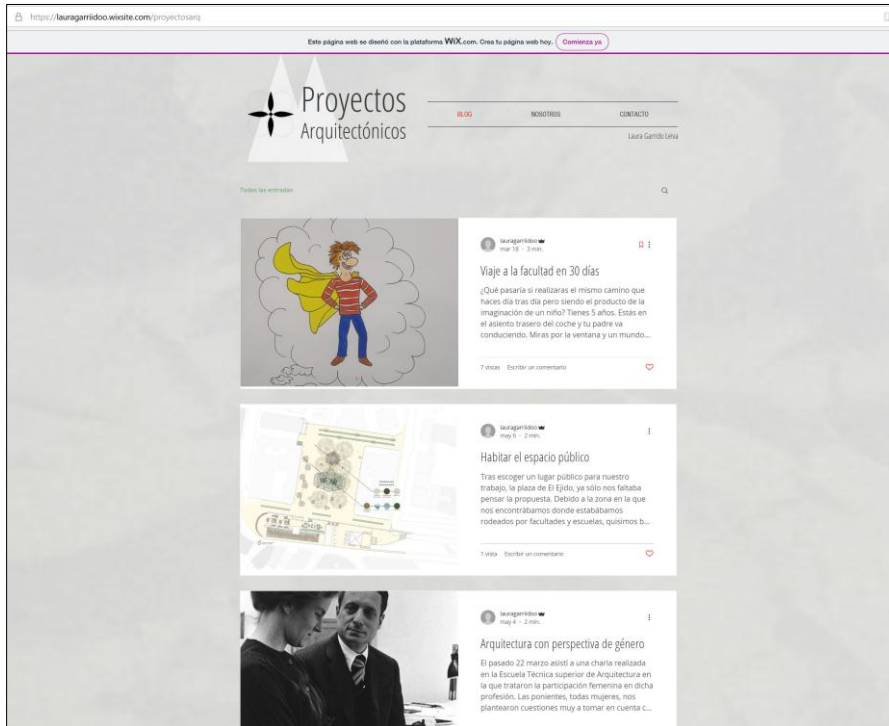 https://lauragarriidoo.wixsite.com/proyectosarq
Este página web se diseñó con la plataforma WiX.com. Crea tu página web hoy. Comienza ya
Proyectos
Arquitectónicos
BLOG NOSOTROS CONTACTO
Laura Garrido Leiva
Todas las entradas
lauragarriidoo
mar 18 - 3 min.
Viaje a la facultad en 30 días
¿Qué pasaría si realizaras el mismo camino que
haces día tras día pero siendo el producto de la
imaginación de un niño? Tienes 5 años. Estás en
el asiento trasero del coche y tu padre va
conduciendo. Miras por la ventana y un mundo...
7 vistas Escribir un comentario
lauragarriidoo
may 6 - 2 min.
Habitar el espacio público
Tras escoger un lugar público para nuestro
trabajo, la plaza de El Ejido, ya sólo nos faltaba
pensar la propuesta. Debido a la zona en la que
nos encontrábamos donde estabábamos
rodeados por facultades y escuelas, quisimos b...
1 vista Escribir un comentario
lauragarriidoo
may 4 - 2 min.
Arquitectura con perspectiva de género
El pasado 22 marzo asistí a una charla realizada
en la Escuela Técnica superior de Arquitectura en
la que trataron la participación femenina en dicha
profesión. Las ponientes, todas mujeres, nos
plantearon cuestiones muy a tomar en cuenta c...